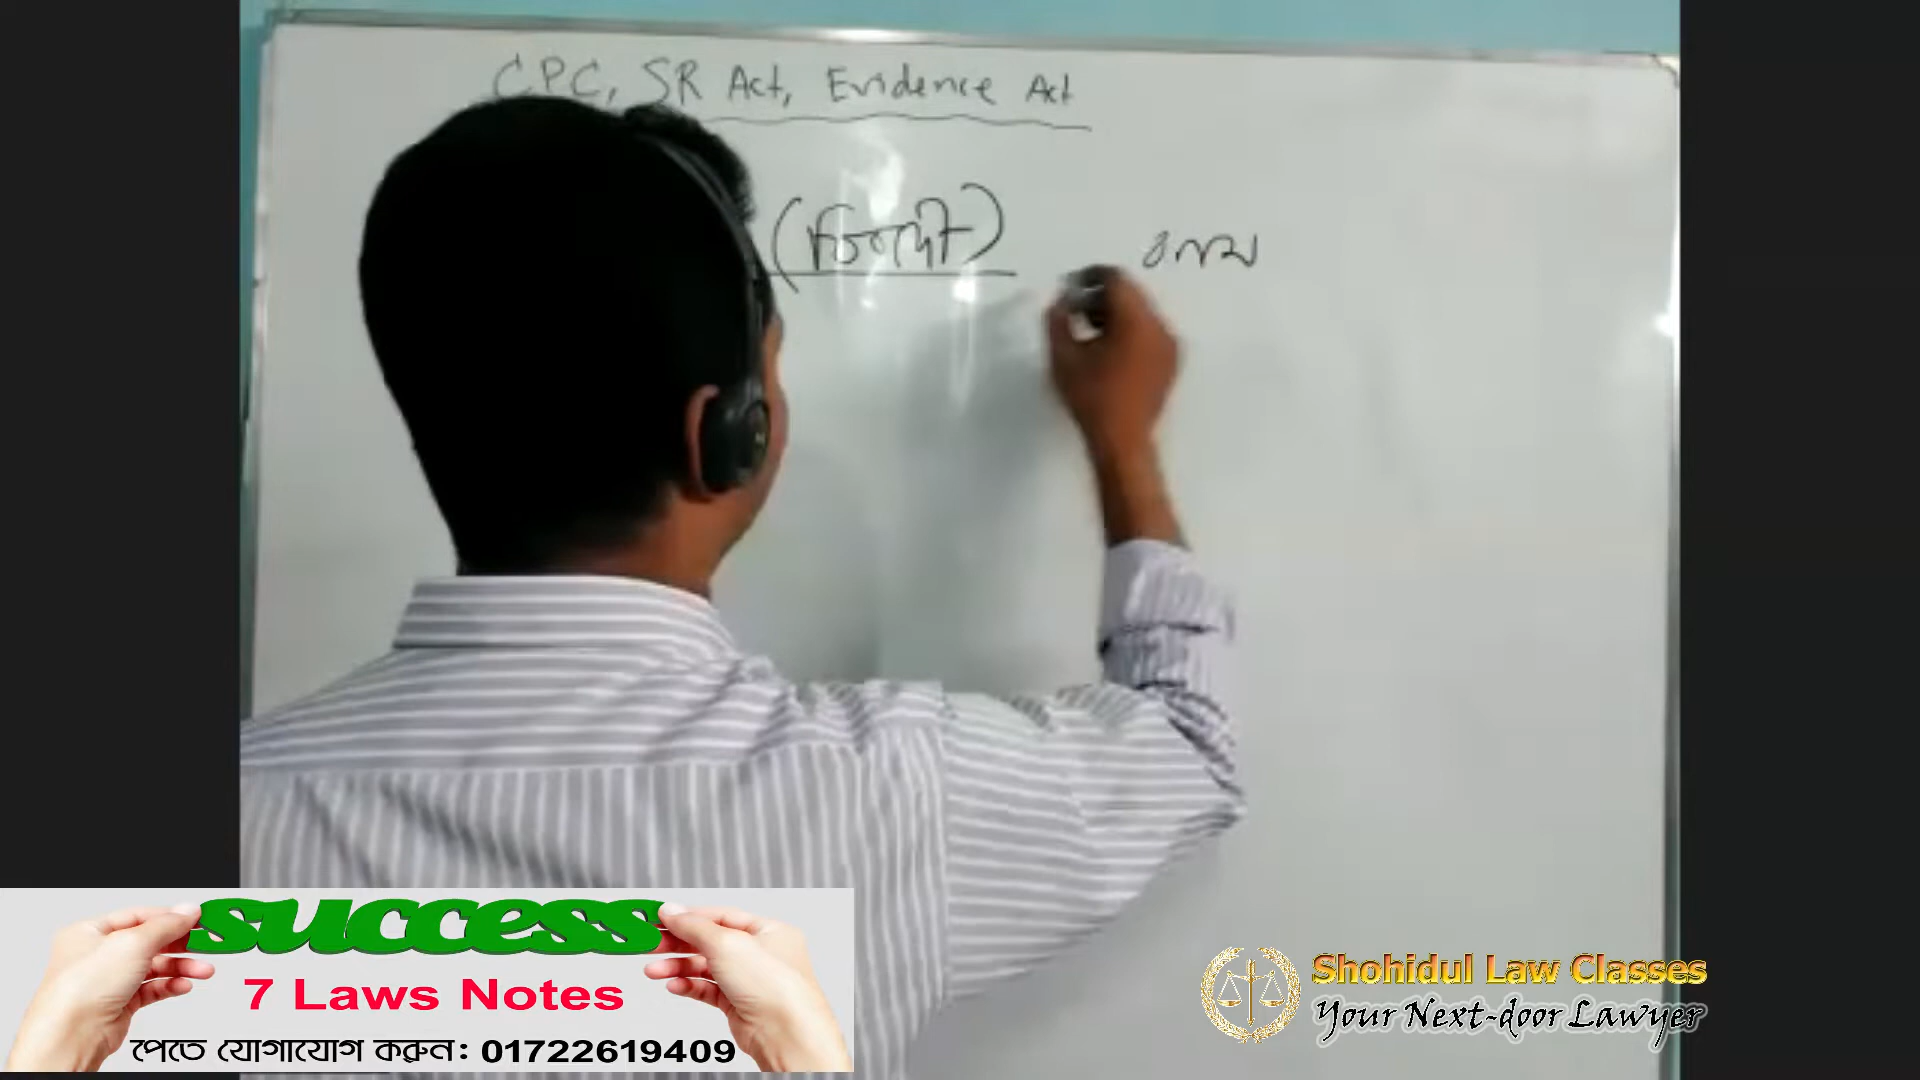 CPC, SR Act, Evidence Act
success
7 Laws Notes
পেতে যোগাযোগ করুন: 01722619409
Shohidul Law Classes
Your Next-door Lawyer